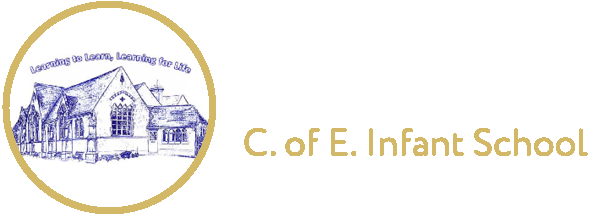 Learning to Learn, Learning for Life
C. of E. Infant School